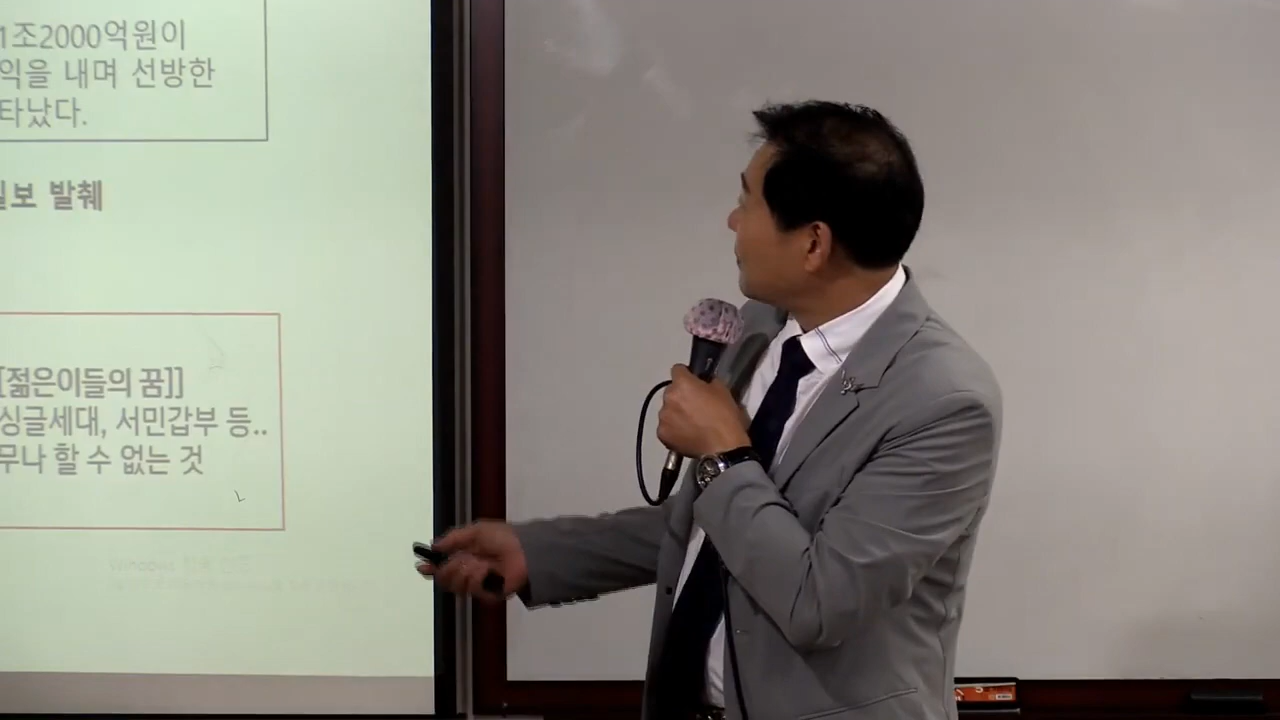 1조2000억원이
익을 내며 선방한
타났다.
일보 발췌
[젊은이들의 꿈]]
싱글세대, 서민갑부 등..
무나 할 수 없는 것